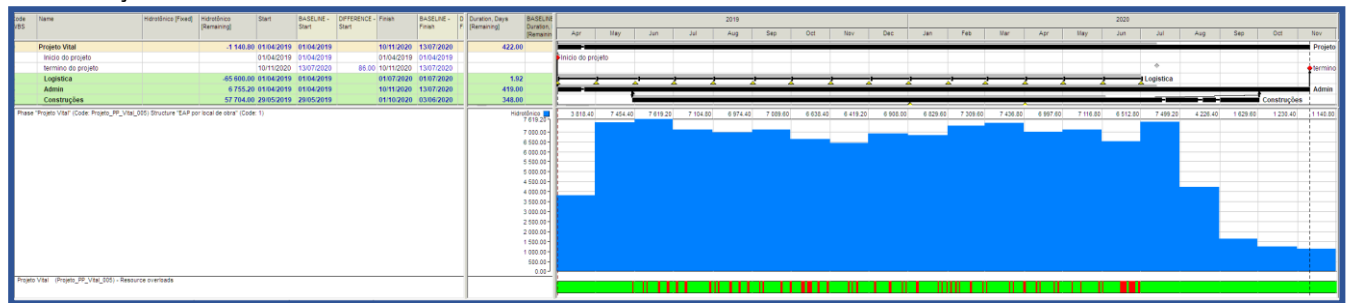 Code WBS Name Hidrotônico [Fixed] Hidrotônico [Remaining] Start BASELINE - Start DIFFERENCE - Start Finish BASELINE - Finish D F Duration, Days [Remaining] BASELINE Duration, [Remainin
2019 2020
Apr May Jun Jul Aug Sep Oct Nov Dec Jan Feb Mar Apr May Jun Jul Aug Sep Oct Nov
Projeto Vital -1 140.80 01/04/2019 01/04/2019 10/11/2020 13/07/2020 422.00 Projeto
Inicio do projeto 01/04/2019 01/04/2019 01/04/2019 01/04/2019 Inicio do projeto
termino do projeto 10/11/2020 13/07/2020 86.00 10/11/2020 13/07/2020 termino
Logistica -65 600.00 01/04/2019 01/04/2019 01/07/2020 01/07/2020 1.92 Logistica
Admin 6 755.20 01/04/2019 01/04/2019 10/11/2020 13/07/2020 419.00 Admin
Construções 57 704.00 29/05/2019 29/05/2019 01/10/2020 03/06/2020 348.00 Construções
Phase "Projeto Vital" (Code: Projeto_PP_Vital_005) Structure "EAP por local de obra" (Code: 1) Hidrotônico
3 818.40 7 454.40 7 619.20 7 104.80 6 974.40 7 089.60 6 638.40 6 419.20 6 908.80 6 829.60 7 309.60 7 436.80 6 997.60 7 116.80 6 512.80 7 499.20 4 226.40 1 629.60 1 230.40 1 140.80
7 619.20
7 000.00
6 500.00
6 000.00
5 500.00
5 000.00
4 500.00
4 000.00
3 500.00
3 000.00
2 500.00
2 000.00
1 500.00
1 000.00
500.00
0.00
Projeto Vital (Projeto_PP_Vital_005) - Resource overloads